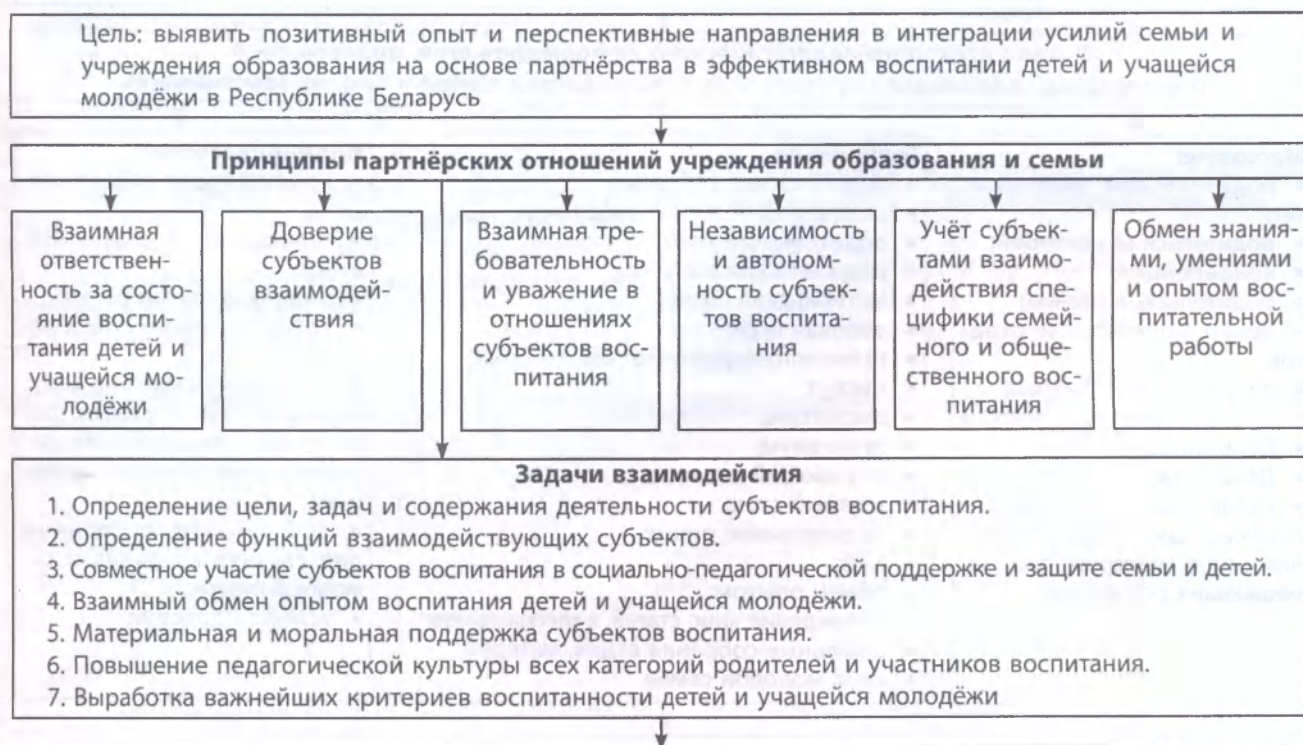 Цель: выявить позитивный опыт и перспективные направления в интеграции усилий семьи и
учреждения образования на основе партнёрства в эффективном воспитании детей и учащейся
молодёжи в Республике Беларусь
Принципы партнёрских отношений учреждения образования и семьи
Взаимная
ответствен-
ность за состо-
яние воспи-
тания детей и
учащейся мо-
лодёжи
Доверие
субъектов
взаимодей-
ствия
Взаимная тре-
бовательность
и уважение в
отношениях
субъектов вос-
питания
Независимость
и автоном-
ность субъек-
тов воспита-
ния
Учёт субъек-
тами взаимо-
действия спе-
цифики семей-
ного и обще-
ственного вос-
питания
Обмен знания-
ми, умениями
и опытом вос-
питательной
работы
Задачи взаимодейстия
1. Определение цели, задач и содержания деятельности субъектов воспитания.
2. Определение функций взаимодействующих субъектов.
3. Совместное участие субъектов воспитания в социально-педагогической поддержке и защите семьи и детей.
4. Взаимный обмен опытом воспитания детей и учащейся молодёжи.
5. Материальная и моральная поддержка субъектов воспитания.
6. Повышение педагогической культуры всех категорий родителей и участников воспитания.
7. Выработка важнейших критериев воспитанности детей и учащейся молодёжи